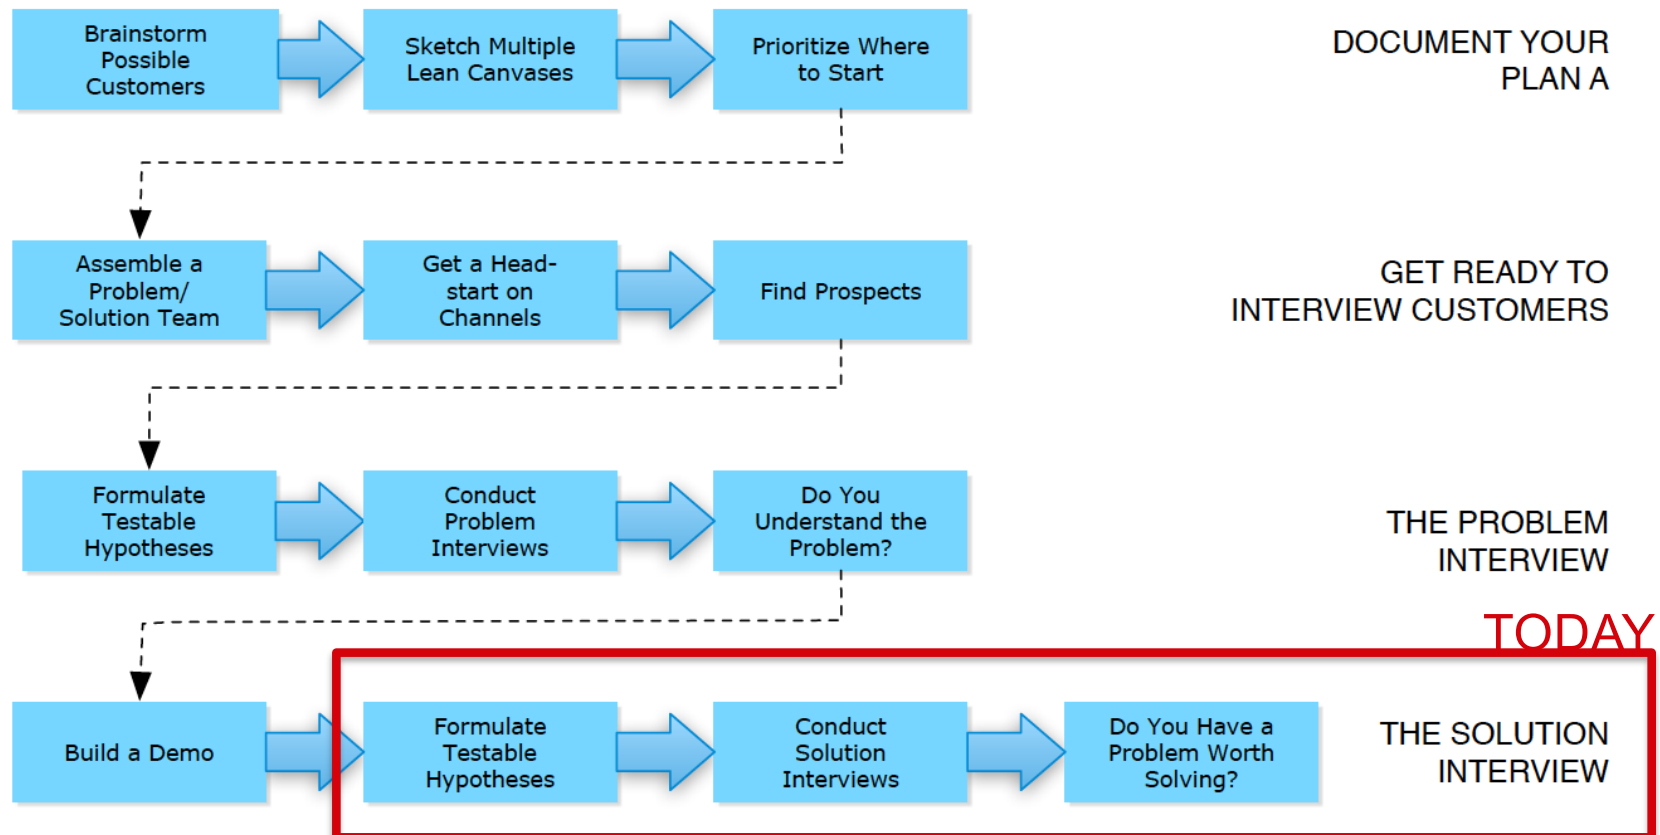 Brainstorm
Possible
Customers
Sketch Multiple
Lean Canvases
Prioritize Where
to Start
DOCUMENT YOUR
PLAN A
Assemble a
Problem/
Solution Team
Get a Head-
start on
Channels
Find Prospects
GET READY TO
INTERVIEW CUSTOMERS
Formulate
Testable
Hypotheses
Conduct
Problem
Interviews
Do You
Understand the
Problem?
THE PROBLEM
INTERVIEW
TODAY
Build a Demo
Formulate
Testable
Hypotheses
Conduct
Solution
Interviews
Do You Have a
Problem Worth
Solving?
THE SOLUTION
INTERVIEW